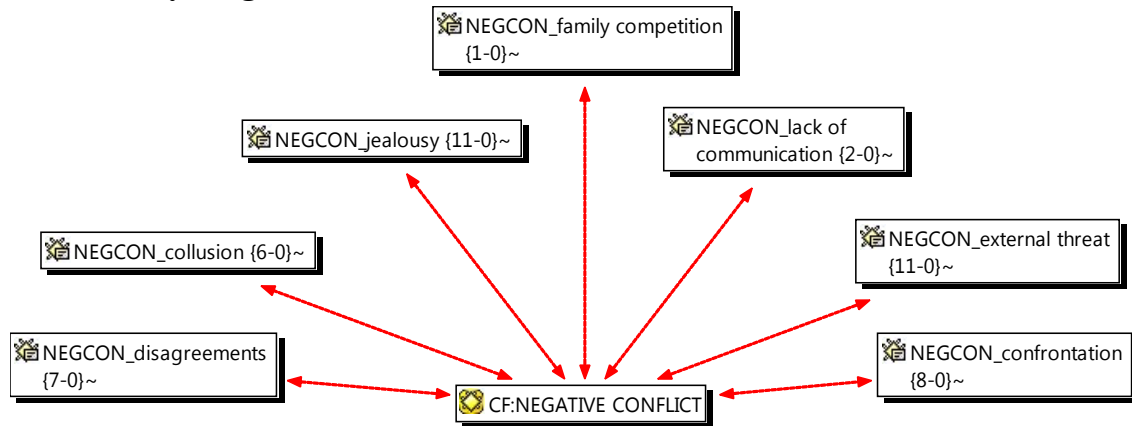 NEGCON_family competition
{1-0}~
NEGCON_jealousy {11-0}~
NEGCON_lack of
communication {2-0}~
NEGCON_collusion {6-0}~
NEGCON_external threat
{11-0}~
NEGCON_disagreements
{7-0}~
NEGCON_confrontation
{8-0}~
CF:NEGATIVE CONFLICT